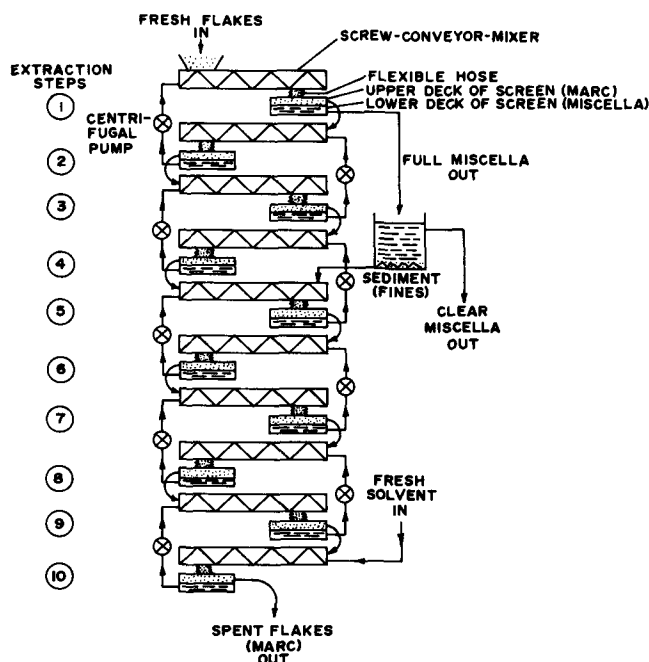 FRESH FLAKES
IN
SCREW-CONVEYOR-MIXER
EXTRACTION
STEPS
FLEXIBLE HOSE
UPPER DECK OF SCREEN (MARC)
LOWER DECK OF SCREEN (MISCELLA)
1
CENTRI-
FUGAL
PUMP
2
FULL MISCELLA
OUT
3
4
SEDIMENT
(FINES)
5
CLEAR
MISCELLA
OUT
6
7
8
FRESH
SOLVENT
IN
9
10
SPENT FLAKES
(MARC)
OUT